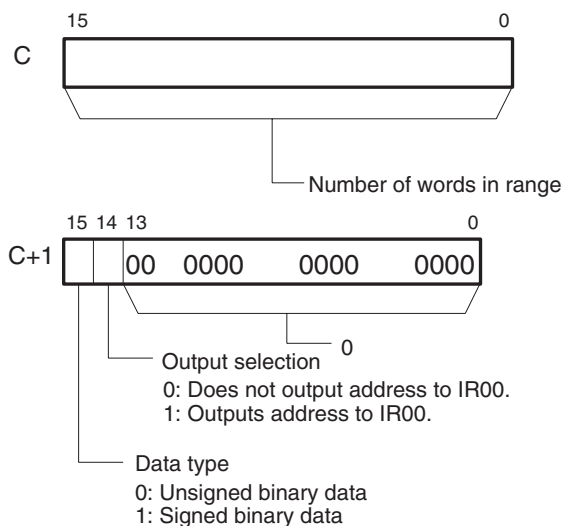 15 0
C
Number of words in range
15 14 13 0
C+1 00 0000 0000 0000
0
Output selection
0: Does not output address to IR00.
1: Outputs address to IR00.
Data type
0: Unsigned binary data
1: Signed binary data